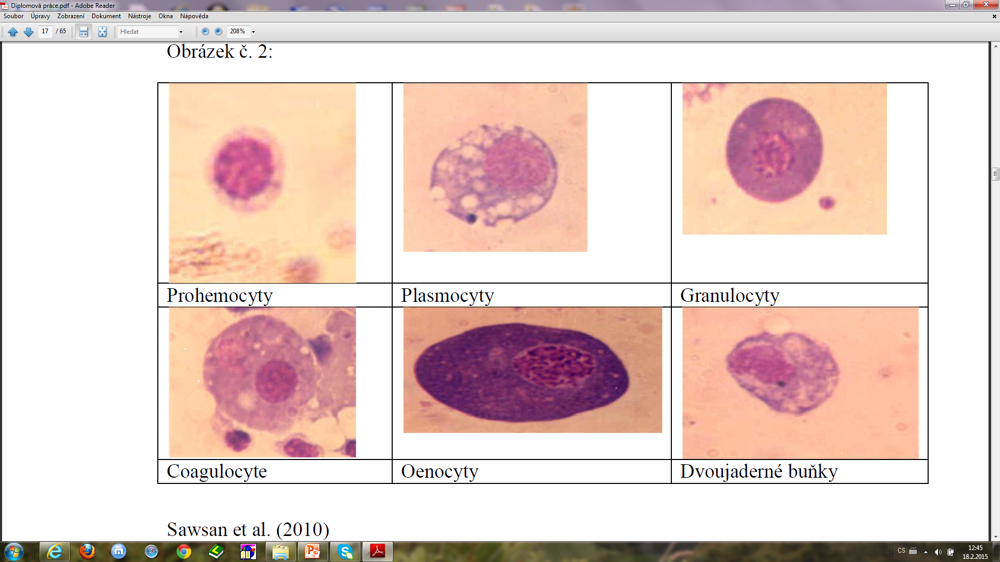 Diplomová práce.pdf - Adobe Reader
Soubor Úpravy Zobrazení Dokument Nástroje Okna Nápověda
17 / 65 Hledat 208%
Obrázek č. 2:
Prohemocyty Plasmocyty Granulocyty
Coagulocyte Oenocyty Dvoujaderné buňky
Sawsan et al. (2010)
CS 12:45
18.2.2015